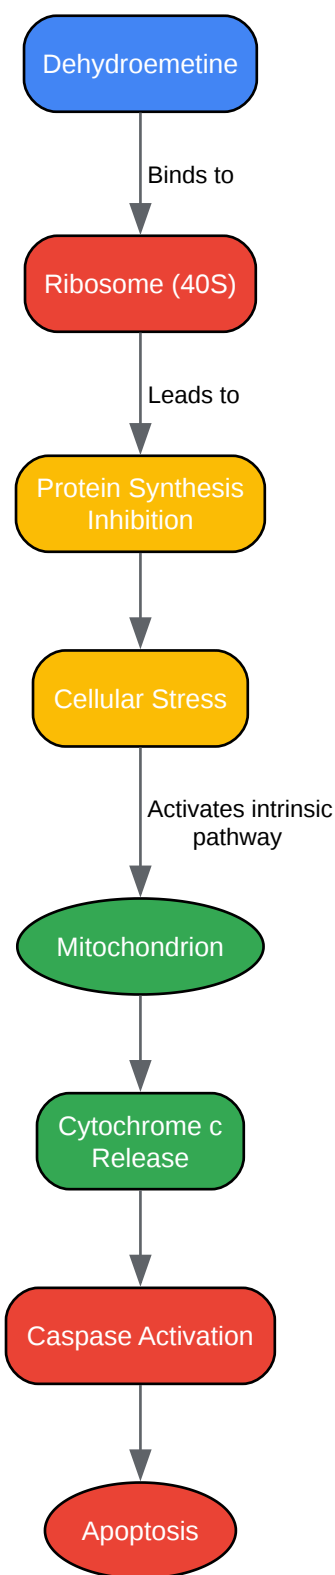 Dehydroemetine
Binds to
Ribosome (40S)
Leads to
Protein Synthesis
Inhibition
Cellular Stress
Activates intrinsic
pathway
Mitochondrion
Cytochrome c
Release
Caspase Activation
Apoptosis